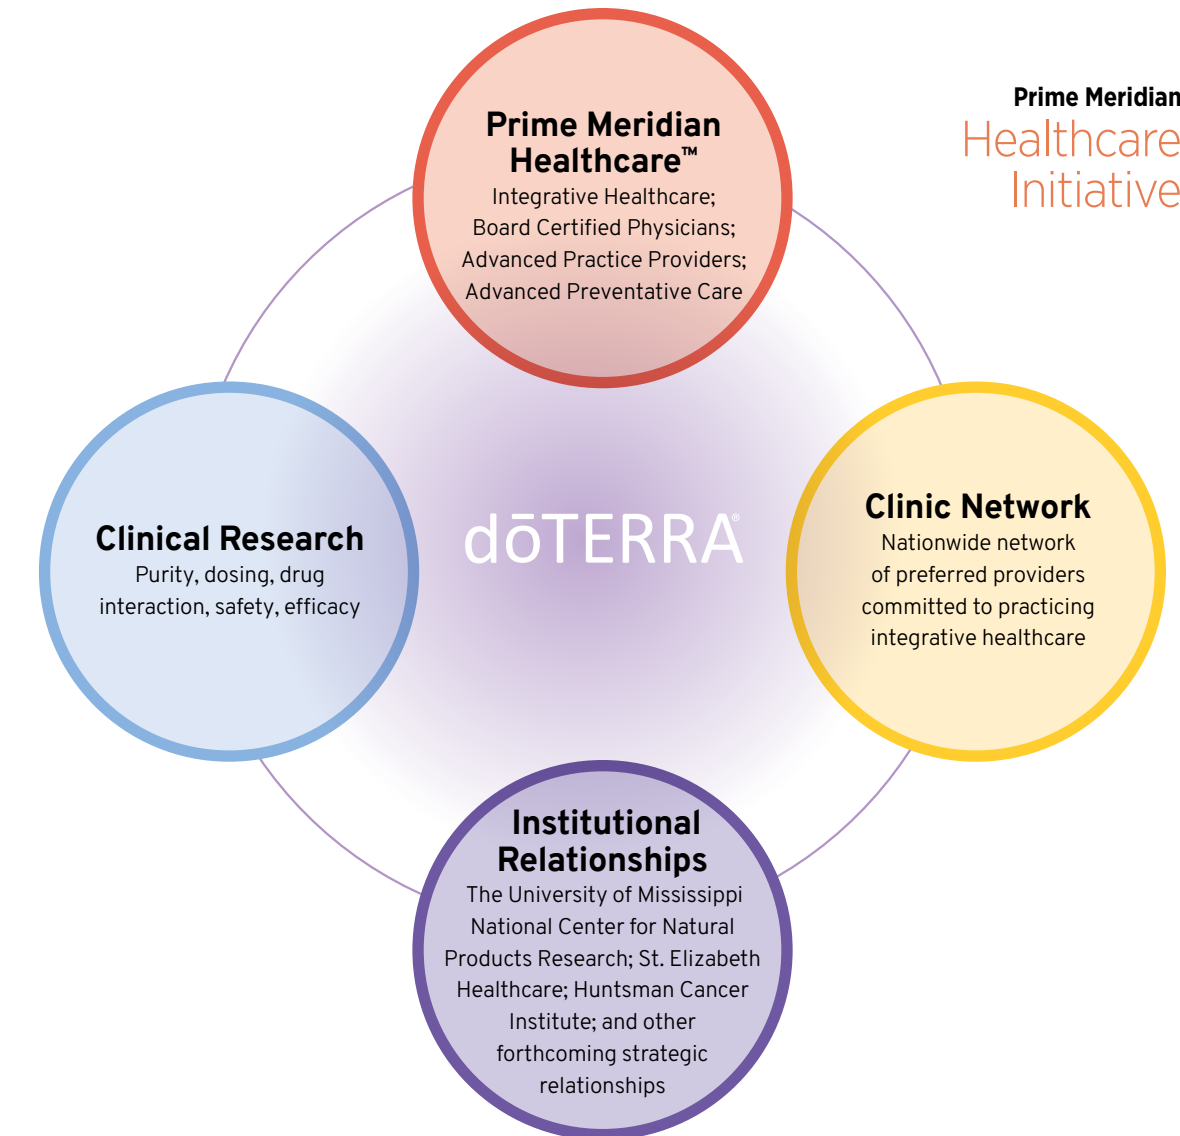 Prime Meridian
Healthcare
Initiative
Prime Meridian
Healthcare™
Integrative Healthcare;
Board Certified Physicians;
Advanced Practice Providers;
Advanced Preventative Care
Clinical Research
Purity, dosing, drug
interaction, safety, efficacy
dōTERRA®
Clinic Network
Nationwide network
of preferred providers
committed to practicing
integrative healthcare
Institutional
Relationships
The University of Mississippi
National Center for Natural
Products Research; St. Elizabeth
Healthcare; Huntsman Cancer
Institute; and other
forthcoming strategic
relationships